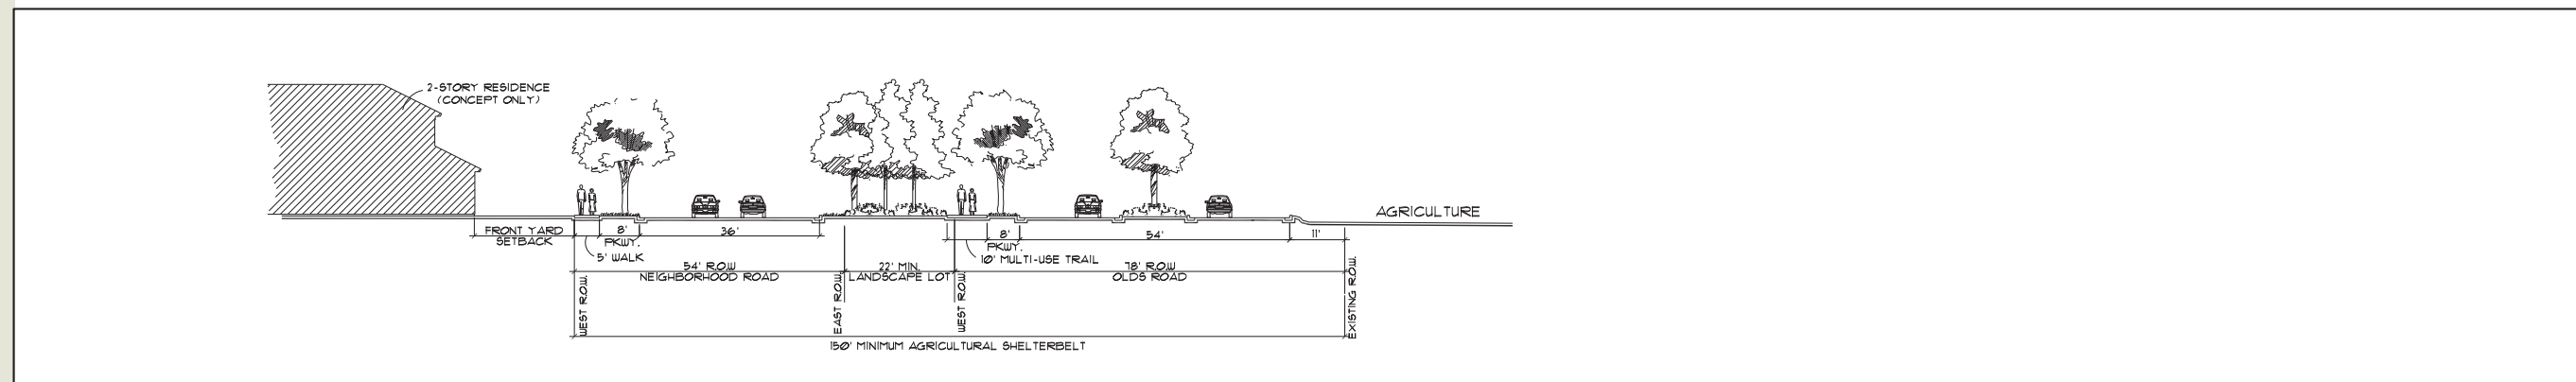 2-STORY RESIDENCE
(CONCEPT ONLY)
AGRICULTURE
FRONT YARD
SETBACK
8'
PKWY.
36'
8'
PKWY.
54'
11'
5' WALK
10' MULTI-USE TRAIL
54' R.O.W
NEIGHBORHOOD ROAD
22' MIN.
LANDSCAPE LOT
78' R.O.W
OLDS ROAD
WEST R.O.W.
EAST R.O.W.
WEST R.O.W.
EXISTING R.O.W.
150' MINIMUM AGRICULTURAL SHELTERBELT